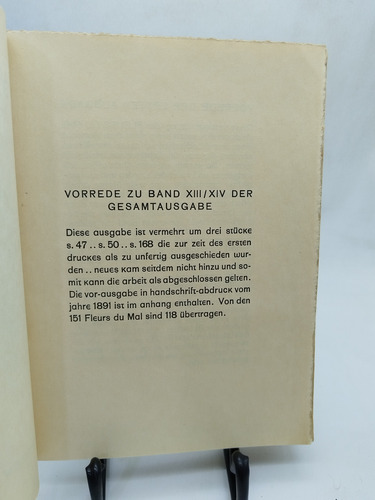 VORREDE ZU BAND XIII/XIV DER
GESAMTAUSGABE
Diese ausgabe ist vermehrt um drei stücke
s. 47 . . s. 50 . . s. 168 die zur zeit des ersten
druckes als zu unfertig ausgeschieden wur-
den . . neues kam seitdem nicht hinzu und so-
mit kann die arbeit als abgeschlossen gelten.
Die vor-ausgabe in handschrift-abdruck vom
jahre 1891 ist im anhang enthalten. Von den
151 Fleurs du Mal sind 118 übertragen.